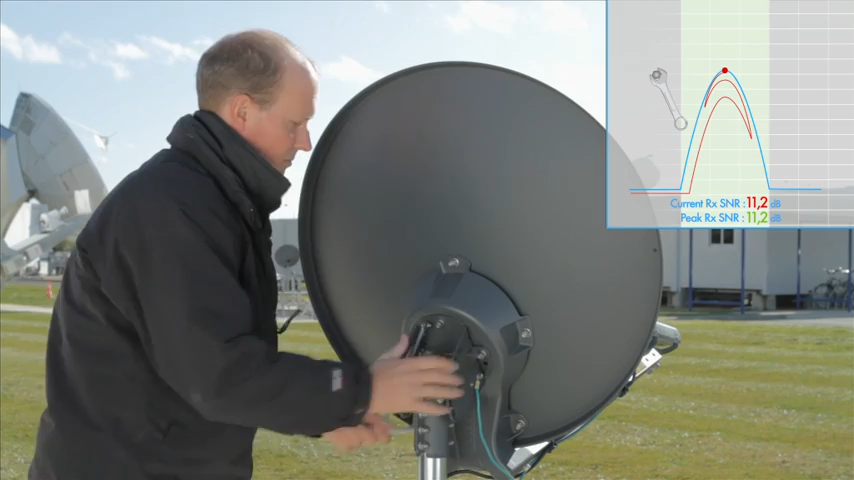 Current Rx SNR :11,2 dB
Peak Rx SNR :11,2 dB